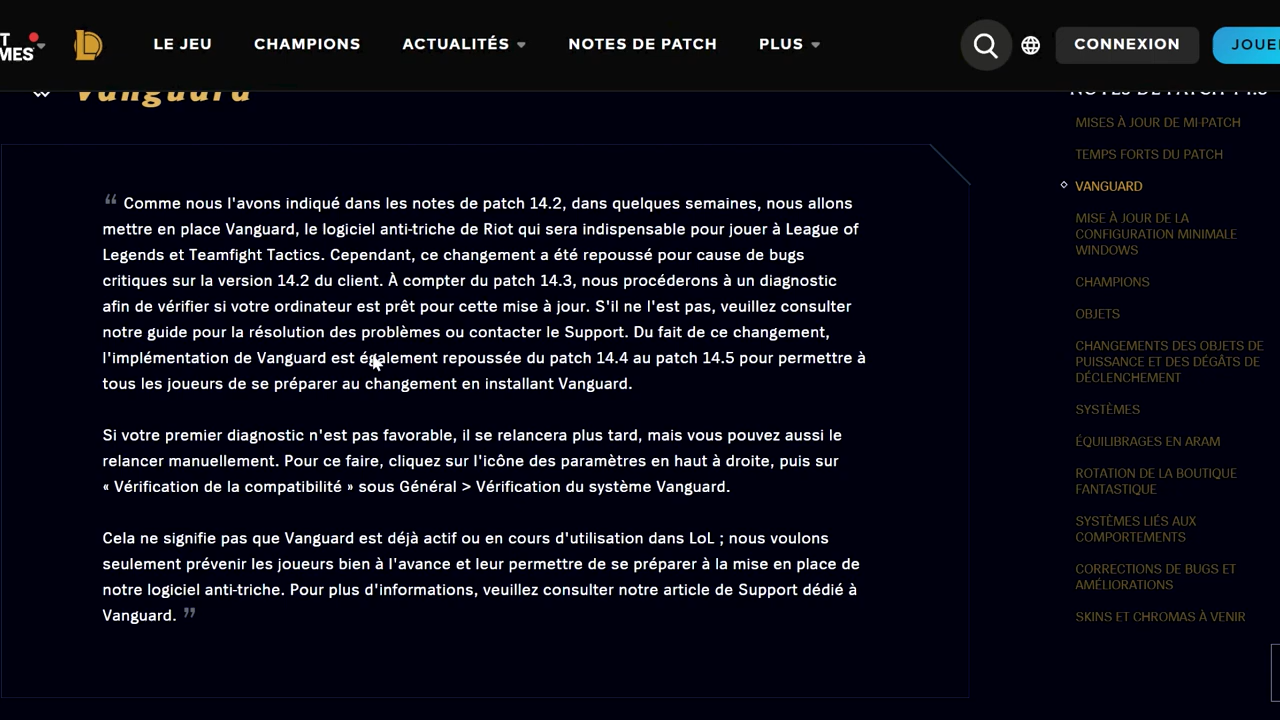 T
MES
LE JEU
CHAMPIONS
ACTUALITÉS
NOTES DE PATCH
PLUS
CONNEXION
JOUE
Vanguard
“ Comme nous l'avons indiqué dans les notes de patch 14.2, dans quelques semaines, nous allons
mettre en place Vanguard, le logiciel anti-triche de Riot qui sera indispensable pour jouer à League of
Legends et Teamfight Tactics. Cependant, ce changement a été repoussé pour cause de bugs
critiques sur la version 14.2 du client. À compter du patch 14.3, nous procéderons à un diagnostic
afin de vérifier si votre ordinateur est prêt pour cette mise à jour. S'il ne l'est pas, veuillez consulter
notre guide pour la résolution des problèmes ou contacter le Support. Du fait de ce changement,
l'implémentation de Vanguard est également repoussée du patch 14.4 au patch 14.5 pour permettre à
tous les joueurs de se préparer au changement en installant Vanguard.
Si votre premier diagnostic n'est pas favorable, il se relancera plus tard, mais vous pouvez aussi le
relancer manuellement. Pour ce faire, cliquez sur l'icône des paramètres en haut à droite, puis sur
« Vérification de la compatibilité » sous Général > Vérification du système Vanguard.
Cela ne signifie pas que Vanguard est déjà actif ou en cours d'utilisation dans LoL ; nous voulons
seulement prévenir les joueurs bien à l'avance et leur permettre de se préparer à la mise en place de
notre logiciel anti-triche. Pour plus d'informations, veuillez consulter notre article de Support dédié à
Vanguard. ”
NOTES DE PATCH
MISES À JOUR DE MI-PATCH
TEMPS FORTS DU PATCH
VANGUARD
MISE À JOUR DE LA
CONFIGURATION MINIMALE
WINDOWS
CHAMPIONS
OBJETS
CHANGEMENTS DES OBJETS DE
PUISSANCE ET DES DÉGÂTS DE
DÉCLENCHEMENT
SYSTÈMES
ÉQUILIBRAGES EN ARAM
ROTATION DE LA BOUTIQUE
FANTASTIQUE
SYSTÈMES LIÉS AUX
COMPORTEMENTS
CORRECTIONS DE BUGS ET
AMÉLIORATIONS
SKINS ET CHROMAS À VENIR